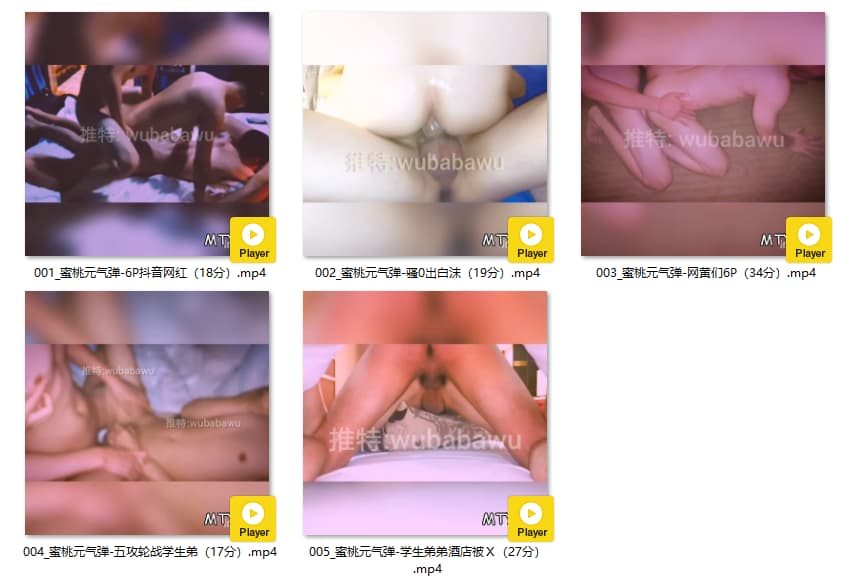 推特: wubababawu
MTX
Player
推特:wubabawu
MT
Player
推特: wubabawu
MT
Player
001_蜜桃元气弹-6P抖音网红（18分）.mp4
002_蜜桃元气弹-骚0出白沫（19分）.mp4
003_蜜桃元气弹-网黄们6P（34分）.mp4
推特:wubabawu
推特:wubabawu
MT
Player
推特:wubabawu
MT
Player
004_蜜桃元气弹-五攻轮战学生弟（17分）.mp4
005_蜜桃元气弹-学生弟弟酒店被X（27分）
.mp4